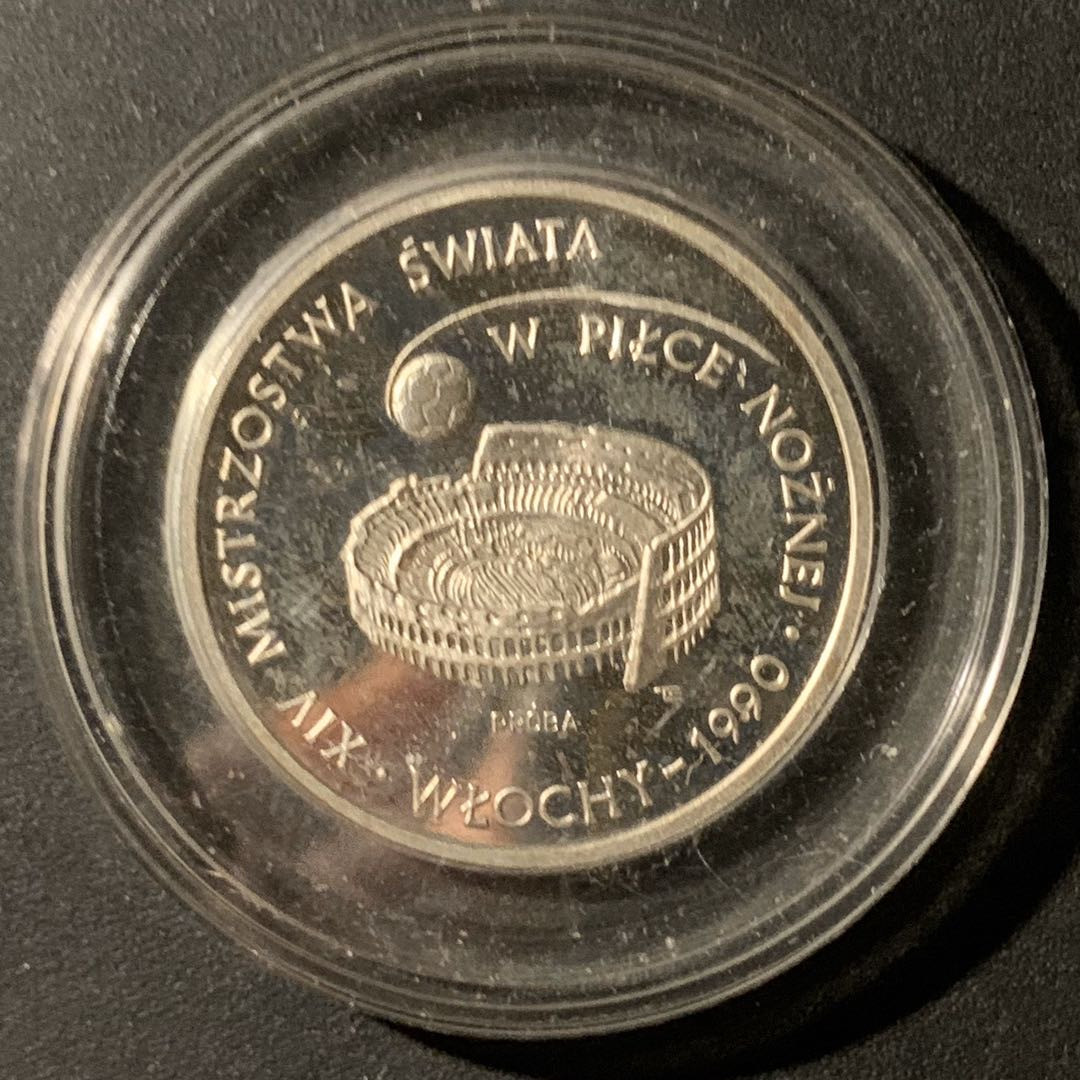 XIV MISTRZOSTWA ŚWIATA
W PIŁCE NOŻNEJ · WŁOCHY - 1990 ·
PRÓBA